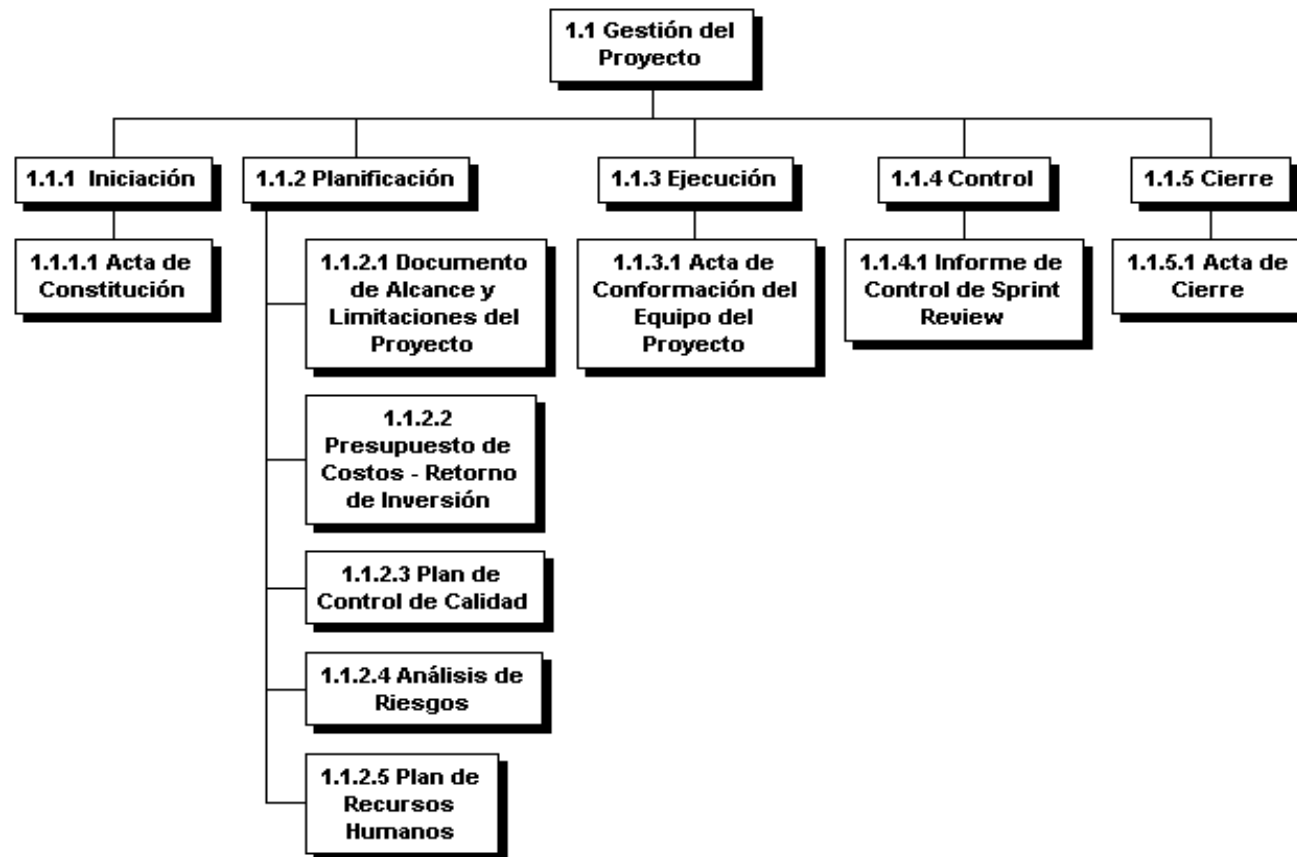 1.1 Gestión del
Proyecto
1.1.1 Iniciación
1.1.2 Planificación
1.1.3 Ejecución
1.1.4 Control
1.1.5 Cierre
1.1.1.1 Acta de
Constitución
1.1.2.1 Documento
de Alcance y
Limitaciones del
Proyecto
1.1.2.2
Presupuesto de
Costos - Retorno
de Inversión
1.1.2.3 Plan de
Control de Calidad
1.1.2.4 Análisis de
Riesgos
1.1.2.5 Plan de
Recursos
Humanos
1.1.3.1 Acta de
Conformación del
Equipo del
Proyecto
1.1.4.1 Informe de
Control de Sprint
Review
1.1.5.1 Acta de
Cierre